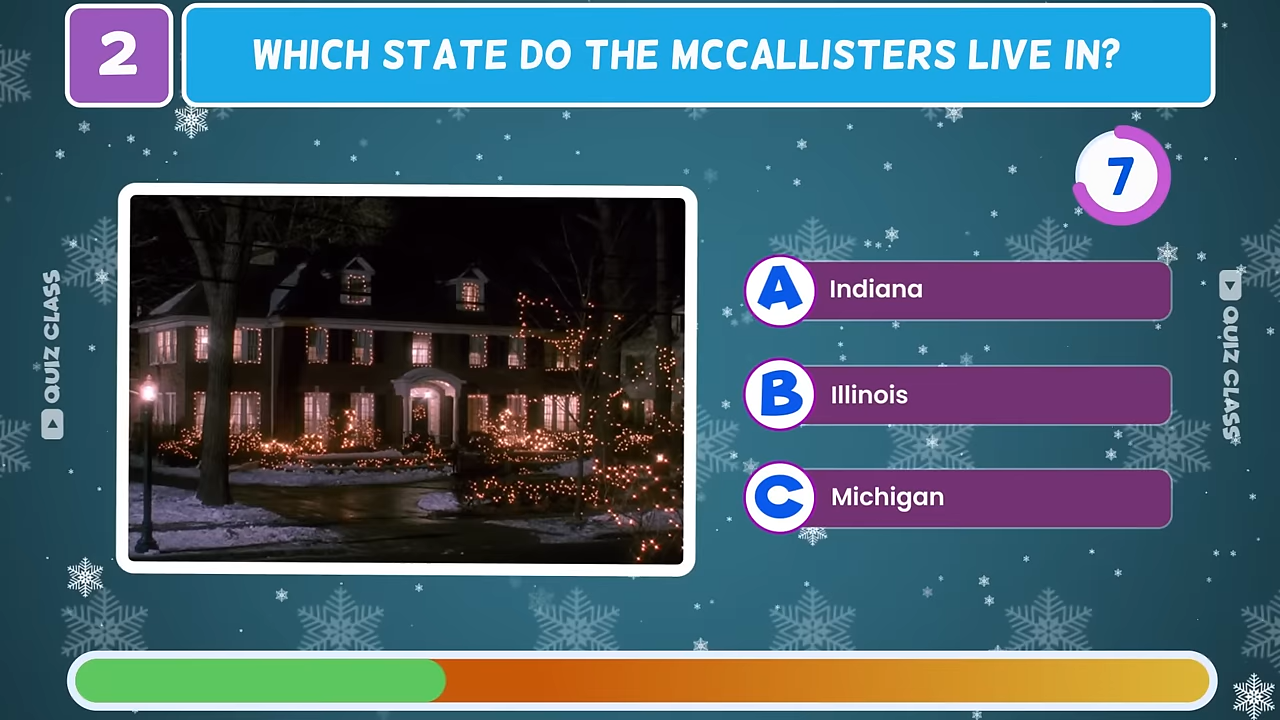 2
WHICH STATE DO THE MCCALLISTERS LIVE IN?
7
QUIZ CLASS
A
Indiana
B
Illinois
C
Michigan
QUIZ CLASS